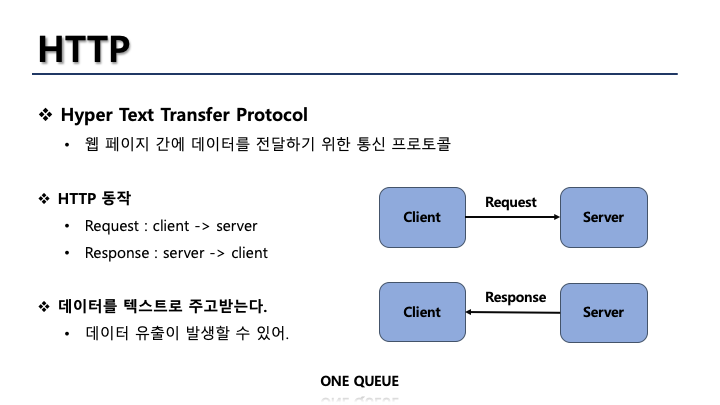 HTTP
❖ Hyper Text Transfer Protocol
• 웹 페이지 간에 데이터를 전달하기 위한 통신 프로토콜
❖ HTTP 동작
• Request : client -> server
• Response : server -> client
Client
Request
Server
❖ 데이터를 텍스트로 주고받는다.
• 데이터 유출이 발생할 수 있어.
Client
Response
Server
ONE QUEUE